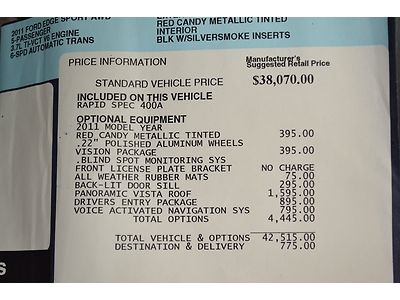 2011 FORD EDGE SPORT AWD
5-PASSENGER
3.7L TI-VCT V6 ENGINE
6-SPD AUTOMATIC TRANS
RED CANDY METALLIC TINTED
INTERIOR
BLK W/SILVERSMOKE INSERTS
PRICE INFORMATION
Manufacturer's
Suggested Retail Price
STANDARD VEHICLE PRICE $38,070.00
INCLUDED ON THIS VEHICLE
RAPID SPEC 400A
OPTIONAL EQUIPMENT
2011 MODEL YEAR
RED CANDY METALLIC TINTED 395.00
.22" POLISHED ALUMINUM WHEELS
VISION PACKAGE 395.00
.BLIND SPOT MONITORING SYS
FRONT LICENSE PLATE BRACKET NO CHARGE
ALL WEATHER RUBBER MATS 75.00
BACK-LIT DOOR SILL 295.00
PANORAMIC VISTA ROOF 1,595.00
DRIVERS ENTRY PACKAGE 895.00
VOICE ACTIVATED NAVIGATION SYS 795.00
TOTAL OPTIONS 4,445.00
TOTAL VEHICLE & OPTIONS 42,515.00
DESTINATION & DELIVERY 775.00
S